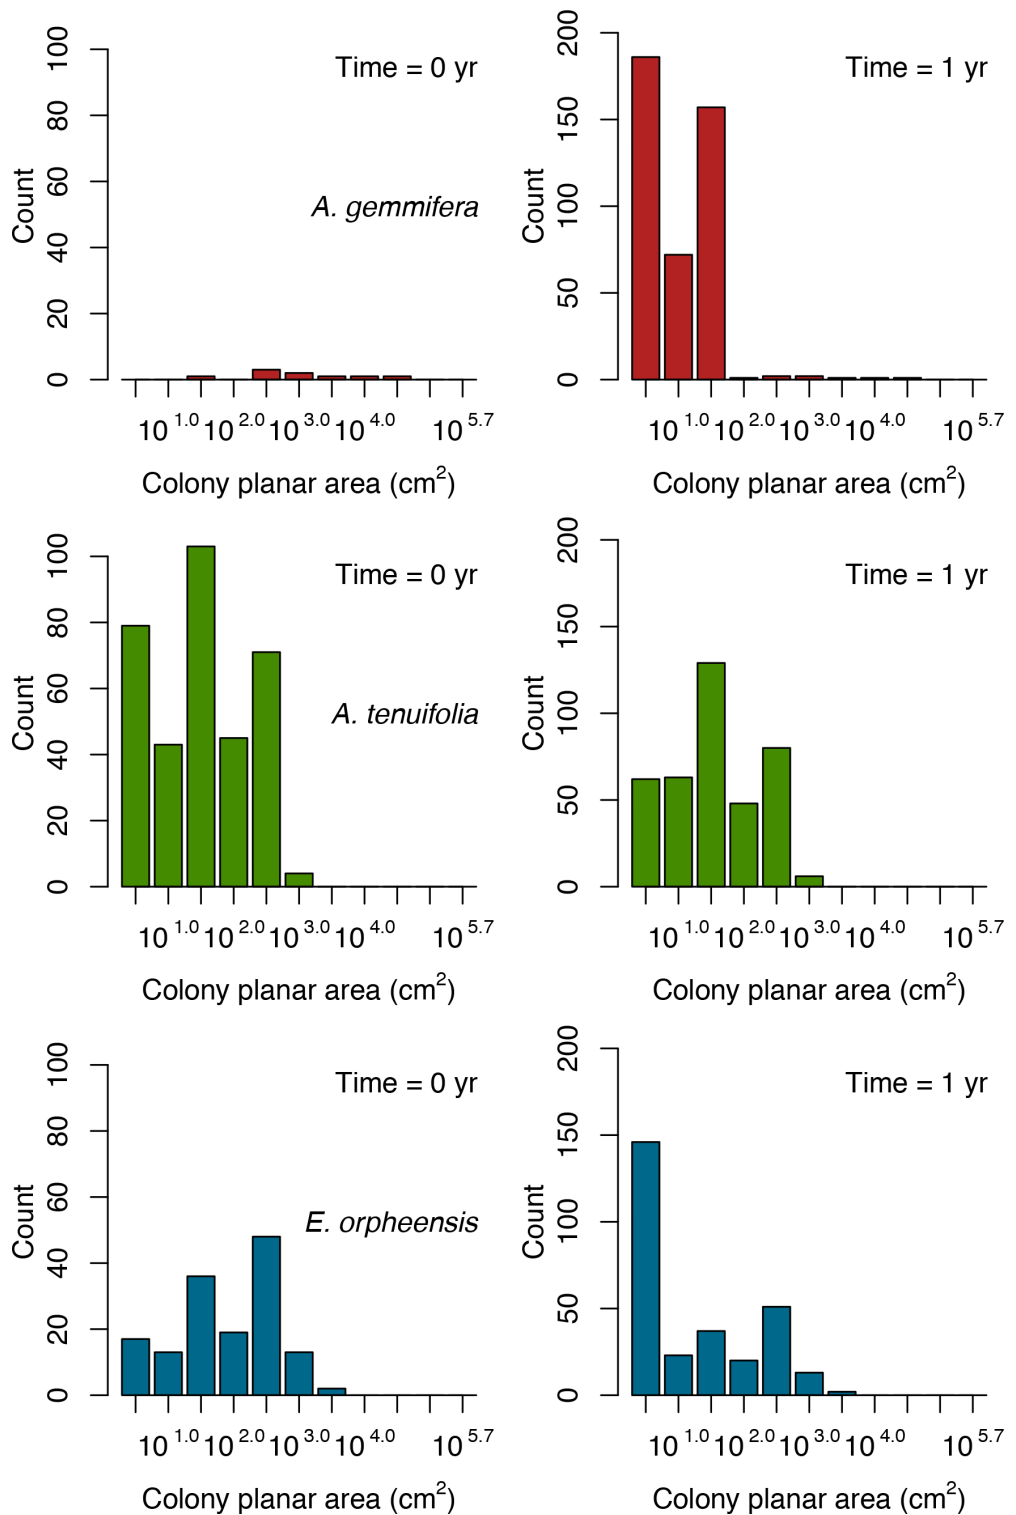 Time = 0 yr
A. gemmifera
Count
0 20 40 60 80 100
10^1.0 10^2.0 10^3.0 10^4.0 10^5.7
Colony planar area (cm²)
Time = 1 yr
Count
0 50 100 150 200
10^1.0 10^2.0 10^3.0 10^4.0 10^5.7
Colony planar area (cm²)
Time = 0 yr
A. tenuifolia
Count
0 20 40 60 80 100
10^1.0 10^2.0 10^3.0 10^4.0 10^5.7
Colony planar area (cm²)
Time = 1 yr
Count
0 50 100 150 200
10^1.0 10^2.0 10^3.0 10^4.0 10^5.7
Colony planar area (cm²)
Time = 0 yr
E. orpheensis
Count
0 20 40 60 80 100
10^1.0 10^2.0 10^3.0 10^4.0 10^5.7
Colony planar area (cm²)
Time = 1 yr
Count
0 50 100 150 200
10^1.0 10^2.0 10^3.0 10^4.0 10^5.7
Colony planar area (cm²)